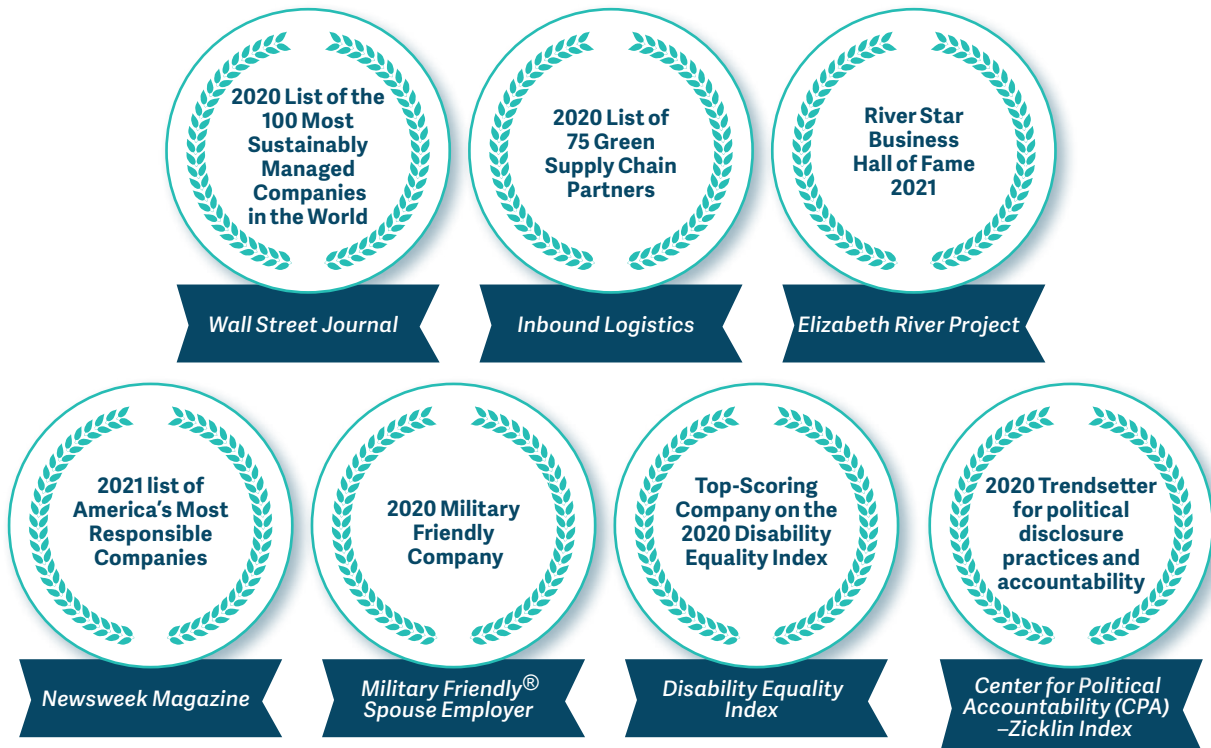 2020 List of the
100 Most
Sustainably
Managed
Companies
in the World
Wall Street Journal
2020 List of
75 Green
Supply Chain
Partners
Inbound Logistics
River Star
Business
Hall of Fame
2021
Elizabeth River Project
2021 list of
America’s Most
Responsible
Companies
Newsweek Magazine
2020 Military
Friendly
Company
Military Friendly®
Spouse Employer
Top-Scoring
Company on the
2020 Disability
Equality Index
Disability Equality
Index
2020 Trendsetter
for political
disclosure
practices and
accountability
Center for Political
Accountability (CPA)
–Zicklin Index